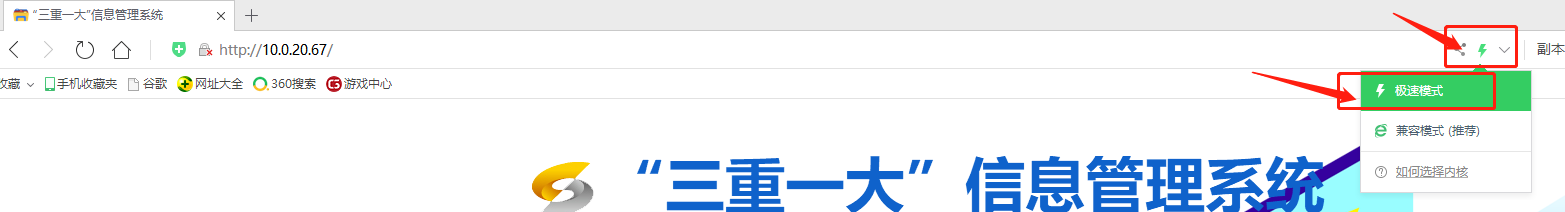 “三重一大”信息管理系统
http://10.0.20.67/
副本
收藏 手机收藏夹 谷歌 网址大全 360搜索 游戏中心
极速模式
兼容模式 (推荐)
如何选择内核
“三重一大”信息管理系统